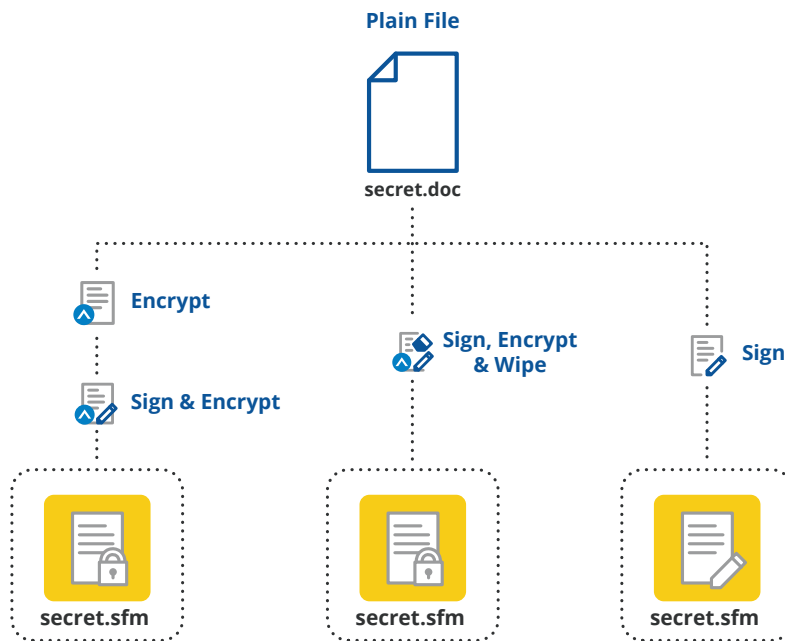 Plain File
secret.doc
Encrypt
Sign & Encrypt
Sign, Encrypt
& Wipe
Sign
secret.sfm
secret.sfm
secret.sfm